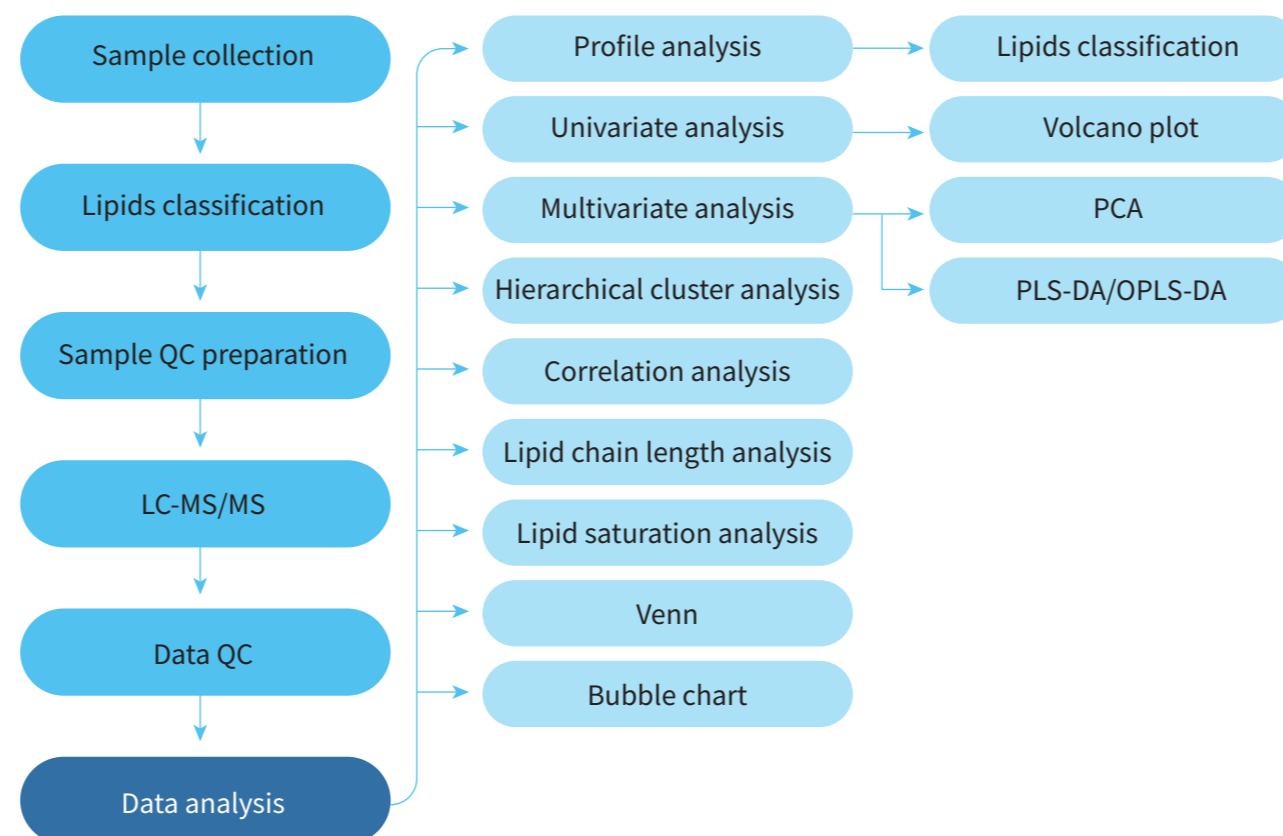 Sample collection
Lipids classification
Sample QC preparation
LC-MS/MS
Data QC
Data analysis
Profile analysis
Univariate analysis
Multivariate analysis
Hierarchical cluster analysis
Correlation analysis
Lipid chain length analysis
Lipid saturation analysis
Venn
Bubble chart
Lipids classification
Volcano plot
PCA
PLS-DA/OPLS-DA